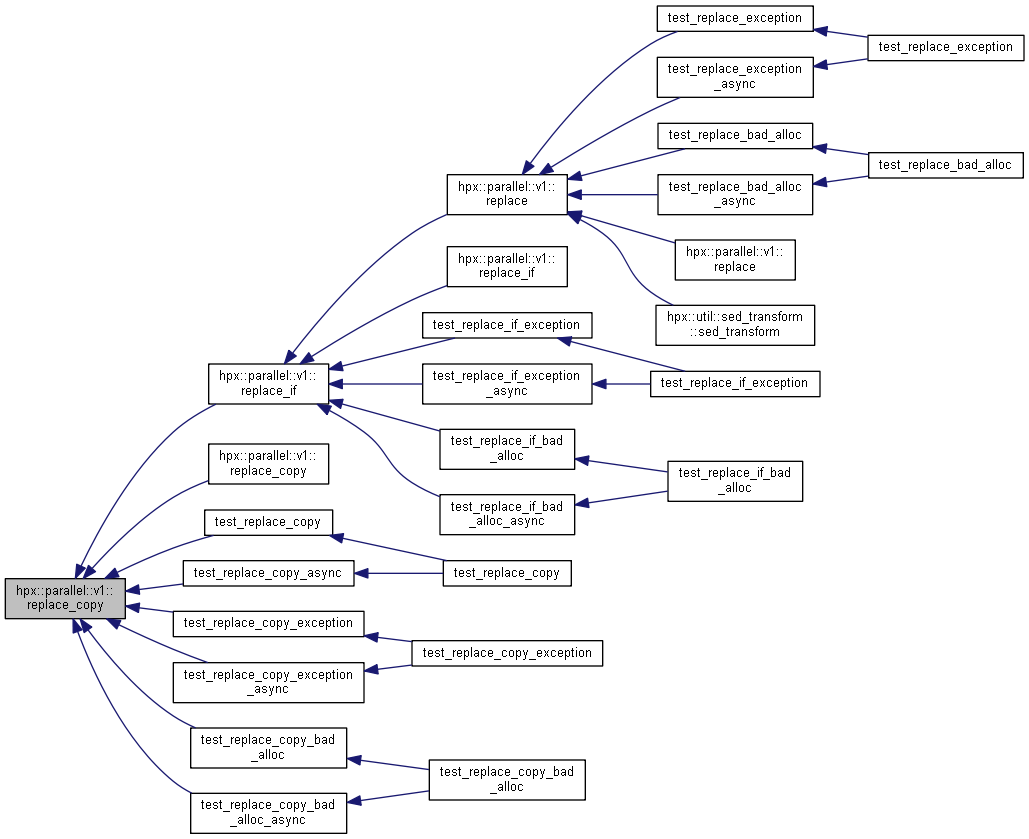 test_replace_exception
test_replace_exception
test_replace_exception
_async
test_replace_bad_alloc
test_replace_bad_alloc
test_replace_bad_alloc
_async
hpx::parallel::v1::
replace
hpx::parallel::v1::
replace
hpx::parallel::v1::
replace_if
hpx::util::sed_transform
::sed_transform
test_replace_if_exception
hpx::parallel::v1::
replace_if
test_replace_if_exception
_async
test_replace_if_exception
test_replace_if_bad
_alloc
hpx::parallel::v1::
replace_copy
test_replace_if_bad
_alloc
test_replace_if_bad
_alloc_async
test_replace_copy
test_replace_copy_async
test_replace_copy
hpx::parallel::v1::
replace_copy
test_replace_copy_exception
test_replace_copy_exception
test_replace_copy_exception
_async
test_replace_copy_bad
_alloc
test_replace_copy_bad
_alloc
test_replace_copy_bad
_alloc_async